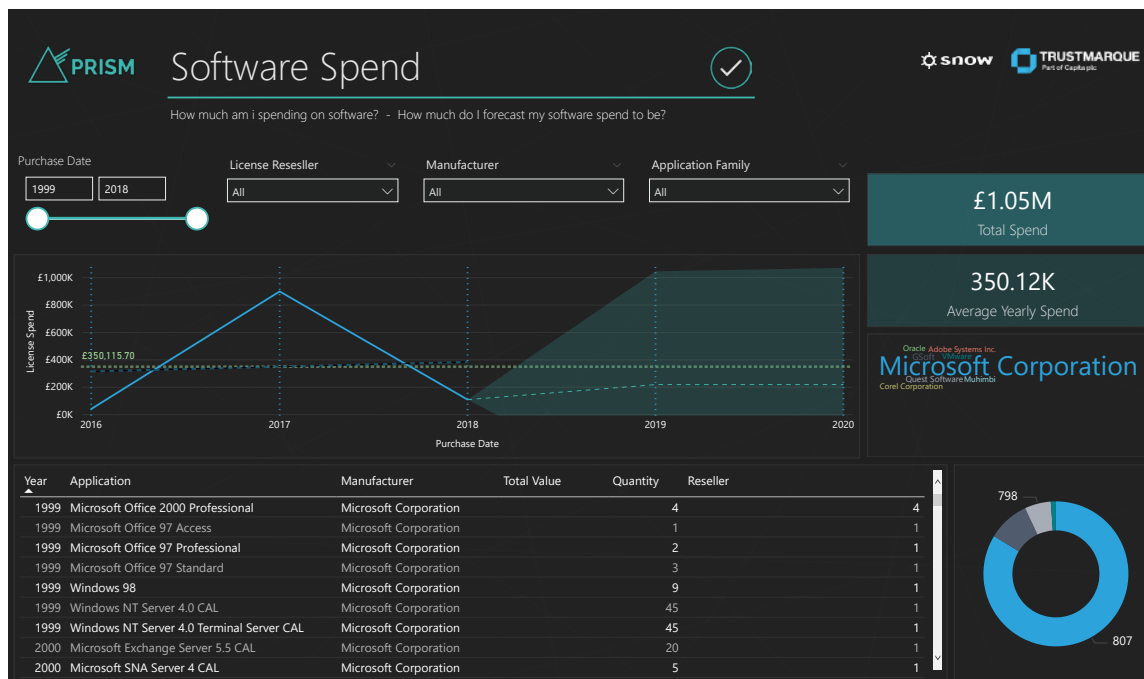 PRISM
Software Spend
snow
TRUSTMARQUE
Part of Capita plc
How much am i spending on software? - How much do I forecast my software spend to be?
Purchase Date
1999
2018
License Resesller
All
Manufacturer
All
Application Family
All
£1.05M
Total Spend
350.12K
Average Yearly Spend
£1,000K
£800K
£600K
£400K
£200K
£0K
License Spend
£350,115.70
2016
2017
2018
2019
2020
Purchase Date
Oracle Adobe Systems Inc.
GSoft VMware
Microsoft Corporation
Quest Software Muhimbi
Corel Corporation
Year Application Manufacturer Total Value Quantity Reseller
1999 Microsoft Office 2000 Professional Microsoft Corporation 4 4
1999 Microsoft Office 97 Access Microsoft Corporation 1 1
1999 Microsoft Office 97 Professional Microsoft Corporation 2 1
1999 Microsoft Office 97 Standard Microsoft Corporation 3 1
1999 Windows 98 Microsoft Corporation 9 1
1999 Windows NT Server 4.0 CAL Microsoft Corporation 45 1
1999 Windows NT Server 4.0 Terminal Server CAL Microsoft Corporation 45 1
2000 Microsoft Exchange Server 5.5 CAL Microsoft Corporation 20 1
2000 Microsoft SNA Server 4 CAL Microsoft Corporation 5 1
798
807